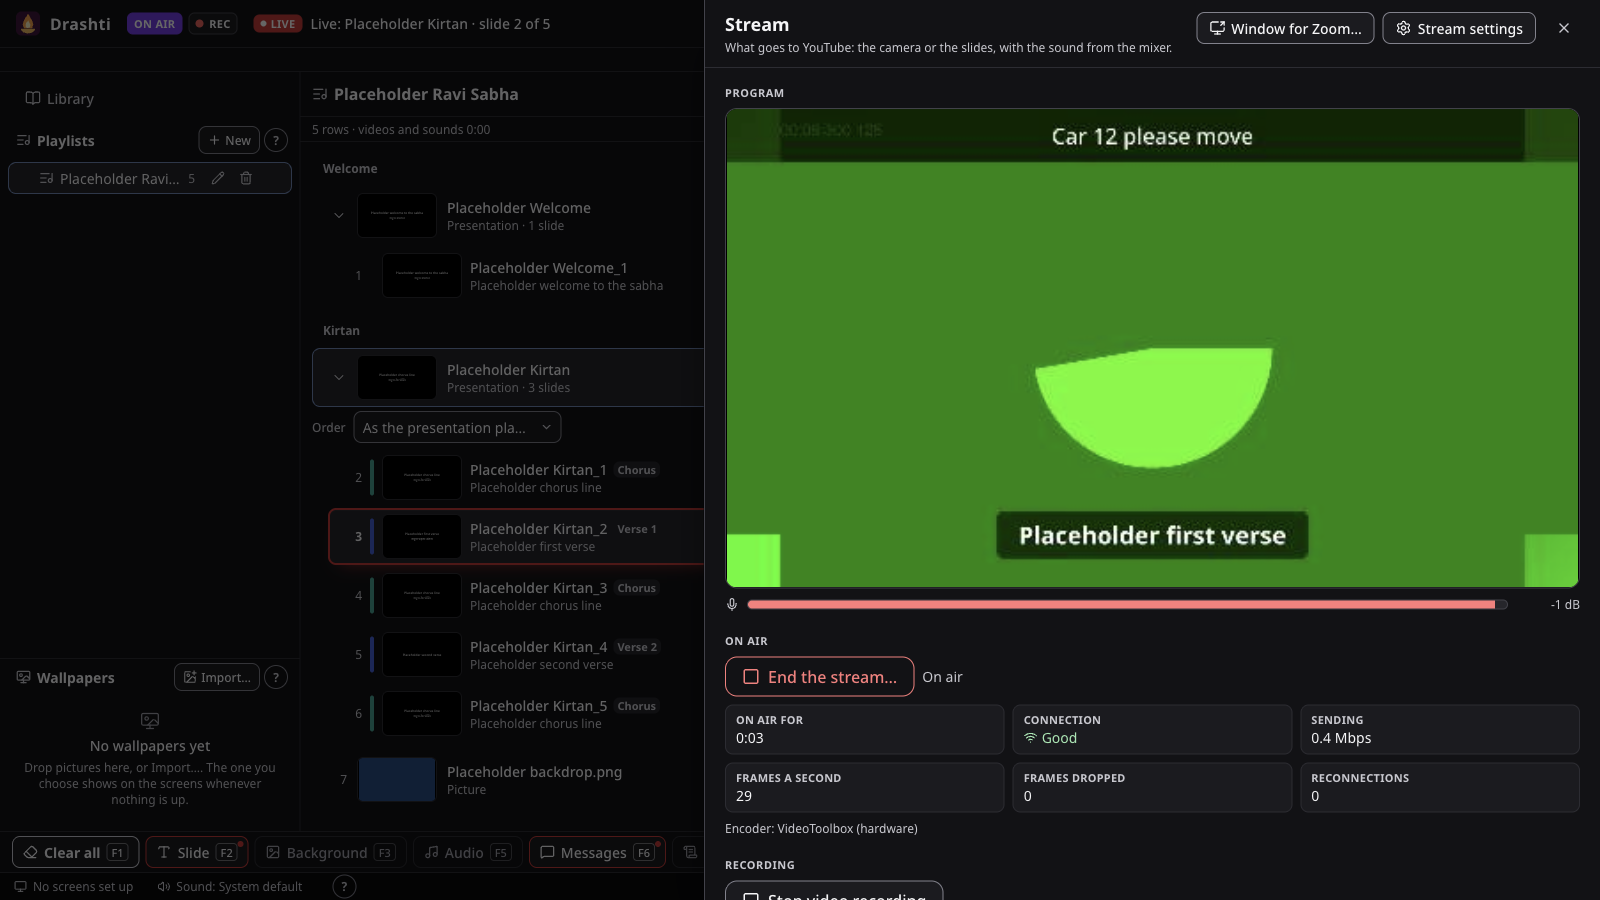 Drashti
ON AIR
REC
LIVE
Live: Placeholder Kirtan · slide 2 of 5
Library
Playlists
New
?
Placeholder Ravi...
5
Wallpapers
Import...
?
No wallpapers yet
Drop pictures here, or Import.... The one you
choose shows on the screens whenever
nothing is up.
Placeholder Ravi Sabha
5 rows · videos and sounds 0:00
Welcome
Placeholder Welcome
Presentation · 1 slide
1
Placeholder Welcome_1
Placeholder welcome to the sabha
Kirtan
Placeholder Kirtan
Presentation · 3 slides
Order
As the presentation pla...
2
Placeholder Kirtan_1 Chorus
Placeholder chorus line
3
Placeholder Kirtan_2 Verse 1
Placeholder first verse
4
Placeholder Kirtan_3 Chorus
Placeholder chorus line
5
Placeholder Kirtan_4 Verse 2
Placeholder second verse
6
Placeholder Kirtan_5 Chorus
Placeholder chorus line
7
Placeholder backdrop.png
Picture
Clear all F1
Slide F2
Background F3
Audio F5
Messages F6
No screens set up
Sound: System default
?
Stream
What goes to YouTube: the camera or the slides, with the sound from the mixer.
Window for Zoom...
Stream settings
PROGRAM
Car 12 please move
Placeholder first verse
-1 dB
ON AIR
End the stream...
On air
ON AIR FOR
0:03
CONNECTION
Good
SENDING
0.4 Mbps
FRAMES A SECOND
29
FRAMES DROPPED
0
RECONNECTIONS
0
Encoder: VideoToolbox (hardware)
RECORDING
Stop video recording